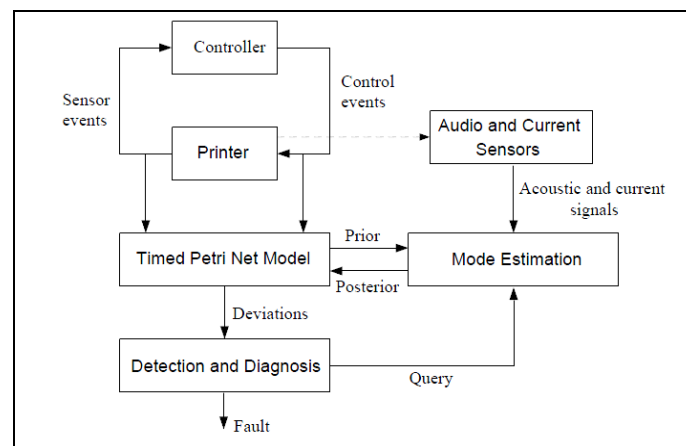 Controller
Sensor
events
Control
events
Printer
Audio and Current
Sensors
Acoustic and current
signals
Timed Petri Net Model
Prior
Posterior
Mode Estimation
Deviations
Detection and Diagnosis
Query
Fault